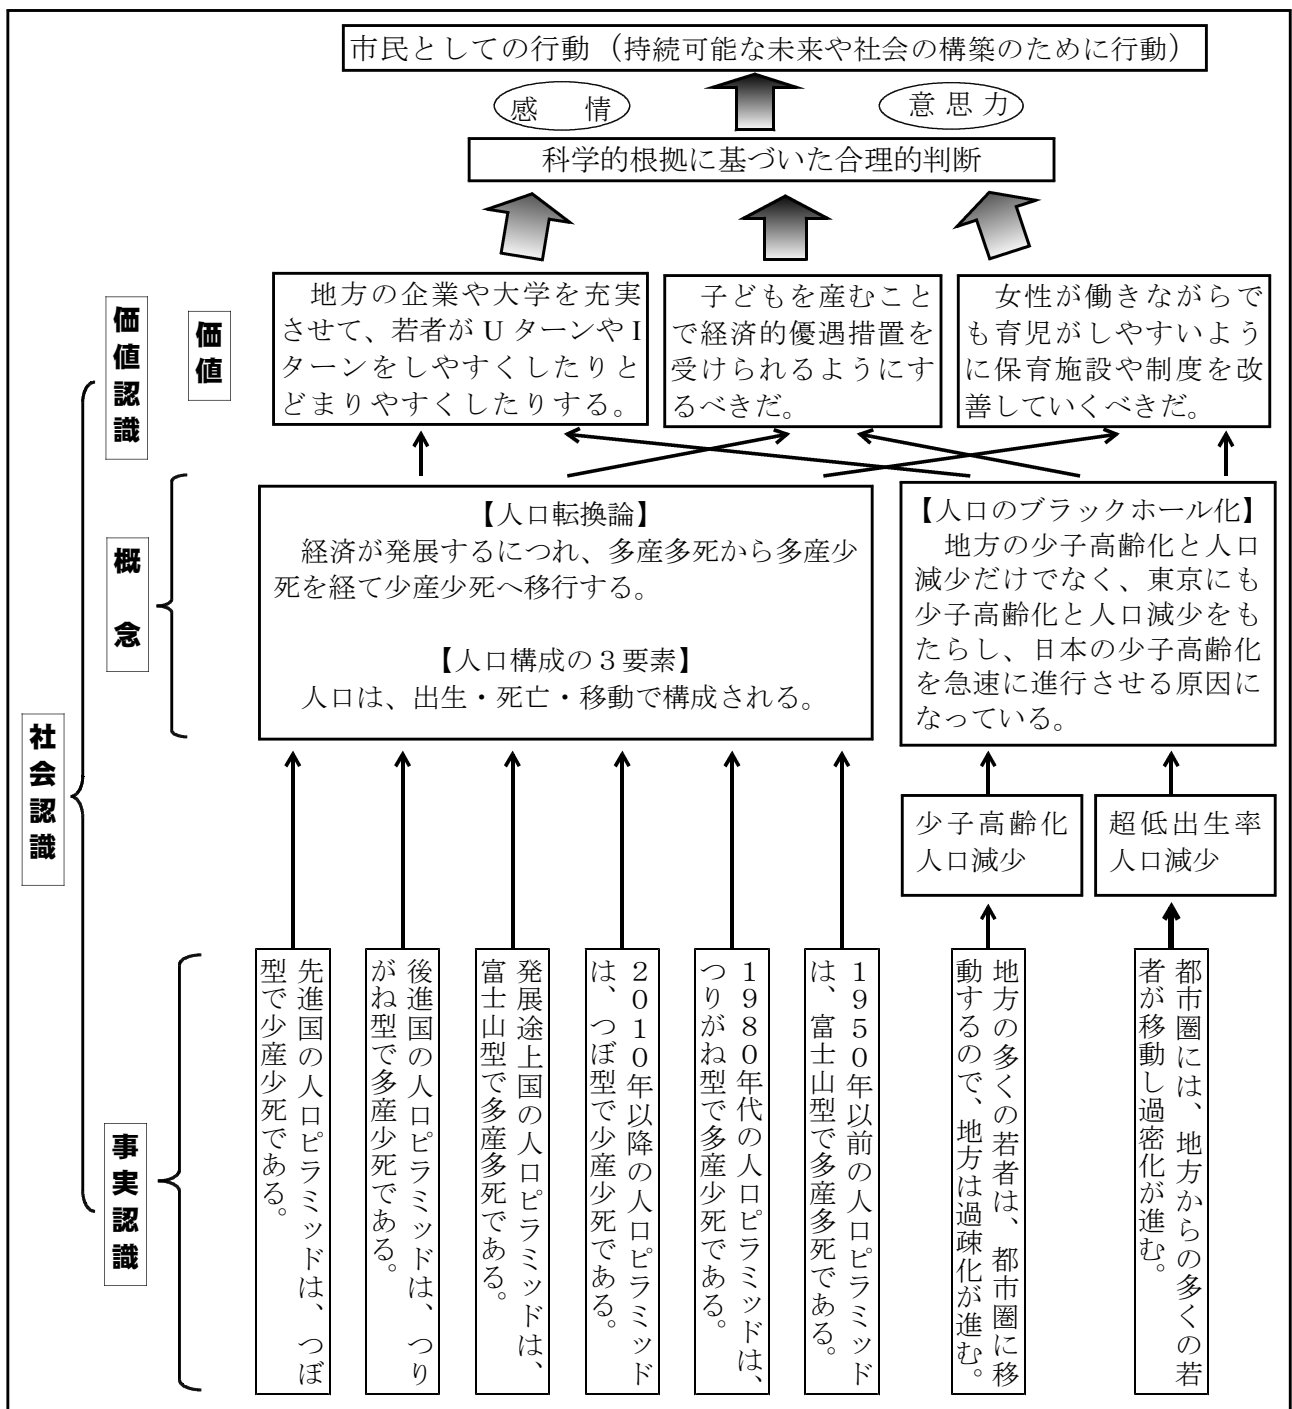 市民としての行動（持続可能な未来や社会の構築のために行動）
感　情
意思力
科学的根拠に基づいた合理的判断
価値認識
価値
地方の企業や大学を充実
させて、若者がＵターンやＩ
ターンをしやすくしたりと
どまりやすくしたりする。
子どもを産むこと
で経済的優遇措置を
受けられるようにす
るべきだ。
女性が働きながらで
も育児がしやすいよう
に保育施設や制度を改
善していくべきだ。
概念
【人口転換論】
経済が発展するにつれ、多産多死から多産少
死を経て少産少死へ移行する。
【人口構成の３要素】
人口は、出生・死亡・移動で構成される。
【人口のブラックホール化】
地方の少子高齢化と人口
減少だけでなく、東京にも
少子高齢化と人口減少をも
たらし、日本の少子高齢化
を急速に進行させる原因に
なっている。
社会認識
少子高齢化
人口減少
超低出生率
人口減少
事実認識
先進国の人口ピラミッドは、つぼ
型で少産少死である。
後進国の人口ピラミッドは、つり
がね型で多産少死である。
発展途上国の人口ピラミッドは、
富士山型で多産多死である。
２０１０年以降の人口ピラミッド
は、つぼ型で少産少死である。
１９８０年代の人口ピラミッドは、
つりがね型で多産少死である。
１９５０年以前の人口ピラミッド
は、富士山型で多産多死である。
地方の多くの若者は、都市圏に移
動するので、地方は過疎化が進む。
都市圏には、地方からの多くの若
者が移動し過密化が進む。